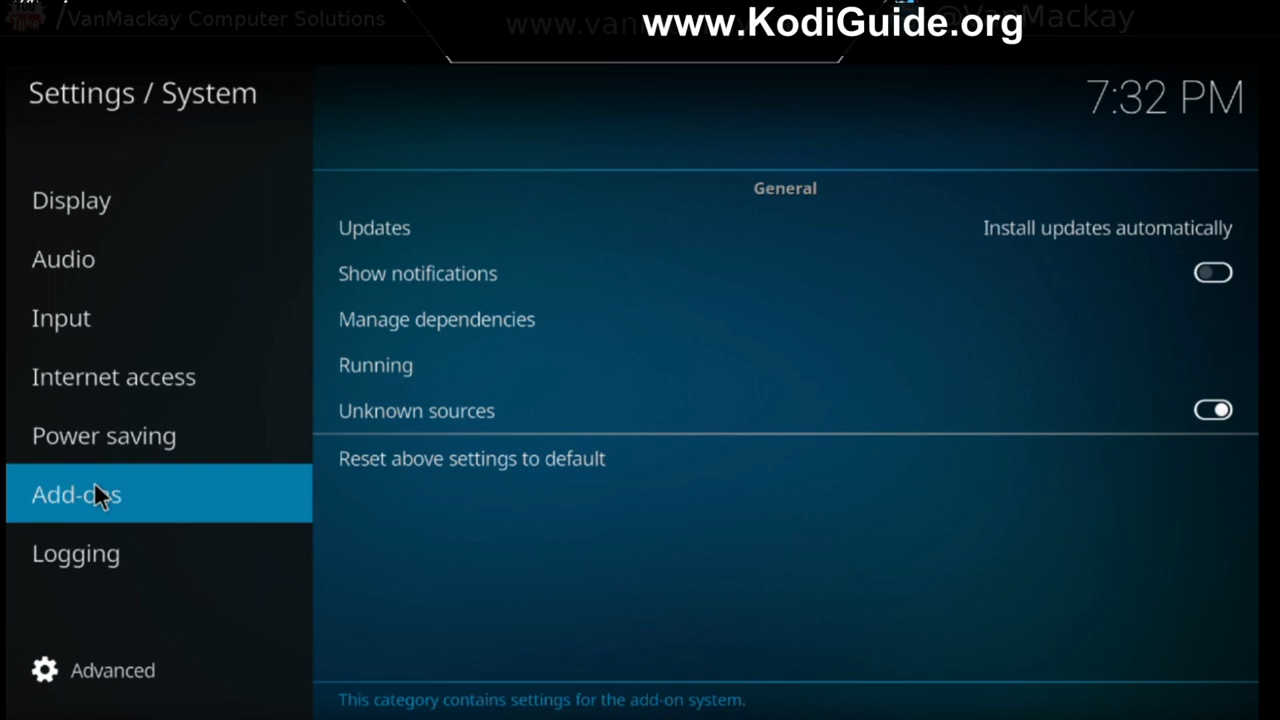 /VanMackay Computer Solutions
www.van
www.KodiGuide.org
@VanMackay
Settings / System
7:32 PM
Display
Audio
Input
Internet access
Power saving
Add-ons
Logging
Advanced
General
Updates
Install updates automatically
Show notifications
Manage dependencies
Running
Unknown sources
Reset above settings to default
This category contains settings for the add-on system.